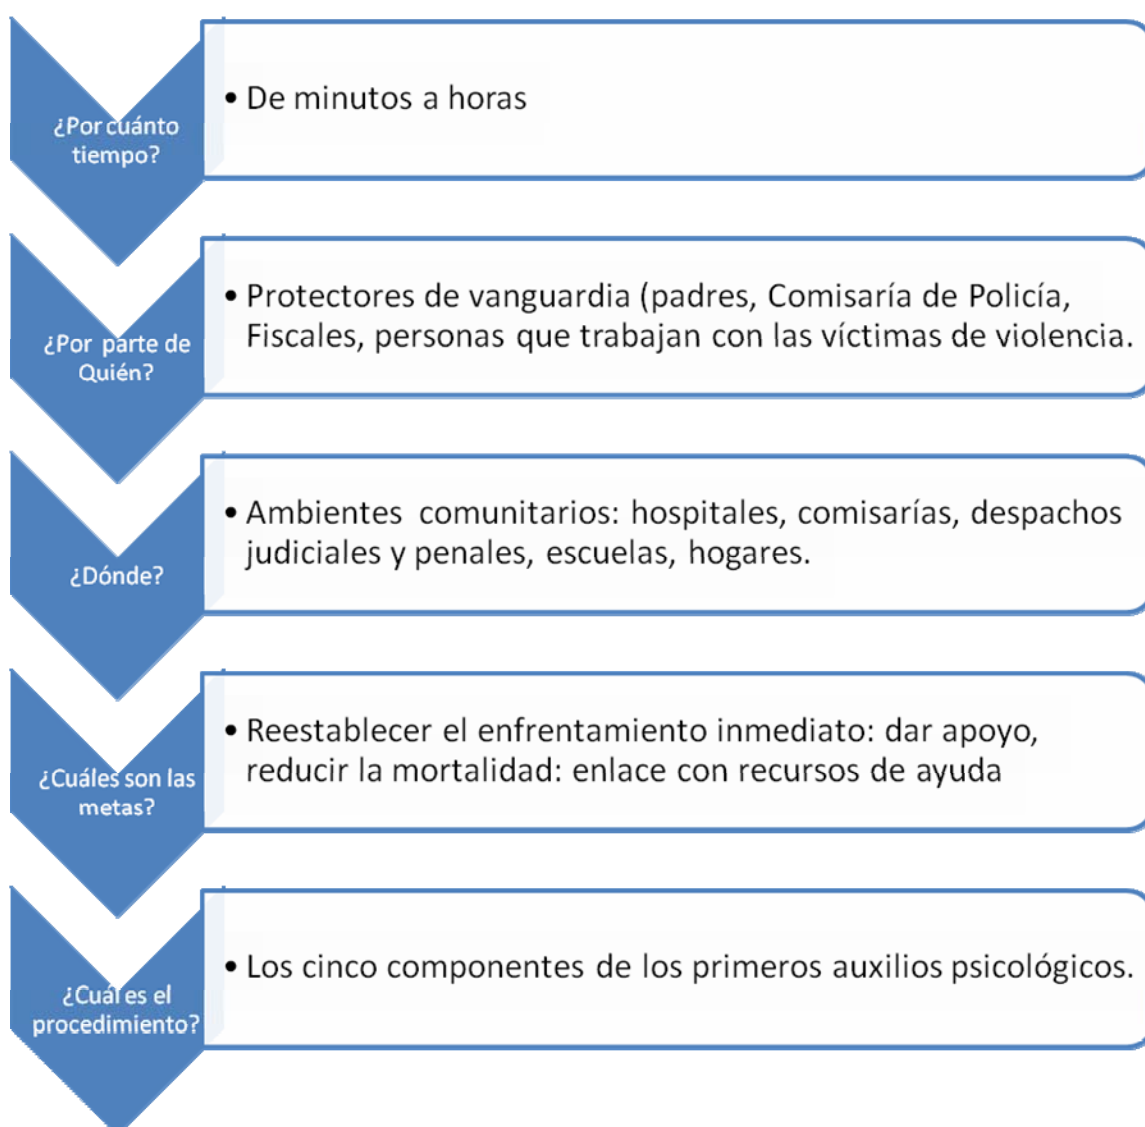 ¿Por cuánto
tiempo?
• De minutos a horas
¿Por parte de
Quién?
• Protectores de vanguardia (padres, Comisaría de Policía,
Fiscales, personas que trabajan con las víctimas de violencia.
¿Dónde?
• Ambientes comunitarios: hospitales, comisarías, despachos
judiciales y penales, escuelas, hogares.
¿Cuáles son las
metas?
• Reestablecer el enfrentamiento inmediato: dar apoyo,
reducir la mortalidad: enlace con recursos de ayuda
¿Cuál es el
procedimiento?
• Los cinco componentes de los primeros auxilios psicológicos.